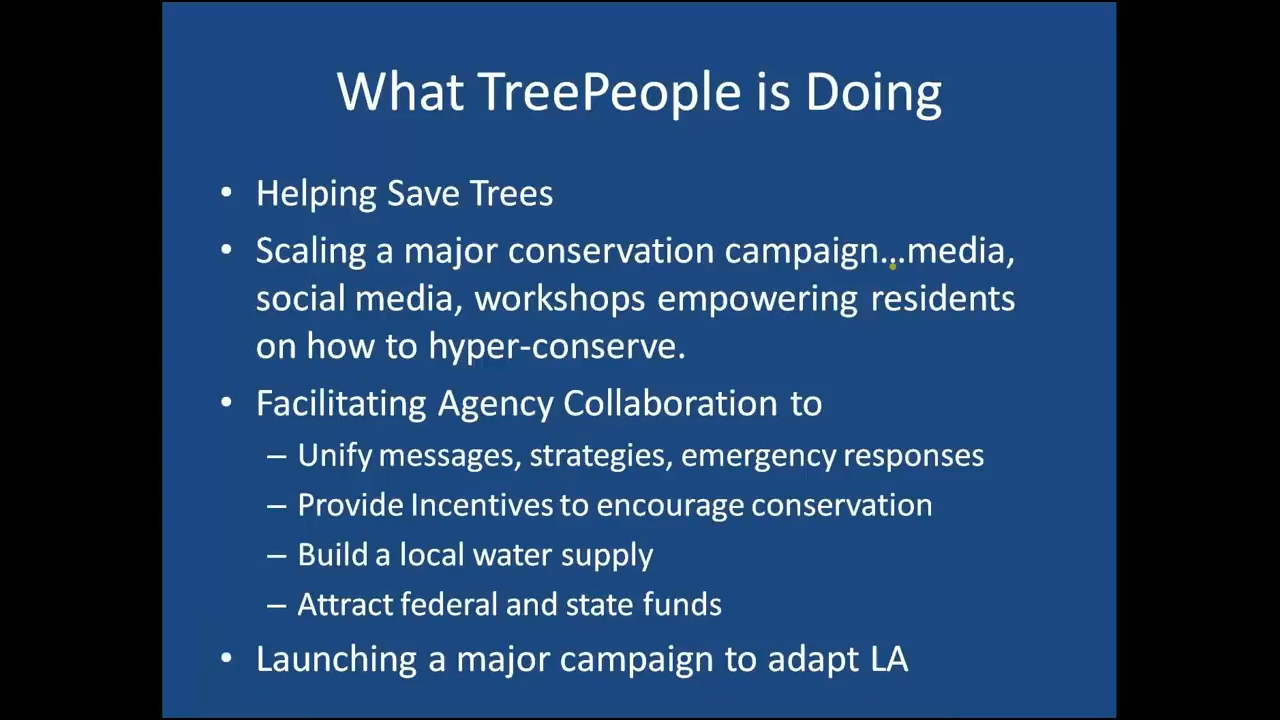 What TreePeople is Doing
• Helping Save Trees
• Scaling a major conservation campaign…media,
social media, workshops empowering residents
on how to hyper-conserve.
• Facilitating Agency Collaboration to
– Unify messages, strategies, emergency responses
– Provide Incentives to encourage conservation
– Build a local water supply
– Attract federal and state funds
• Launching a major campaign to adapt LA